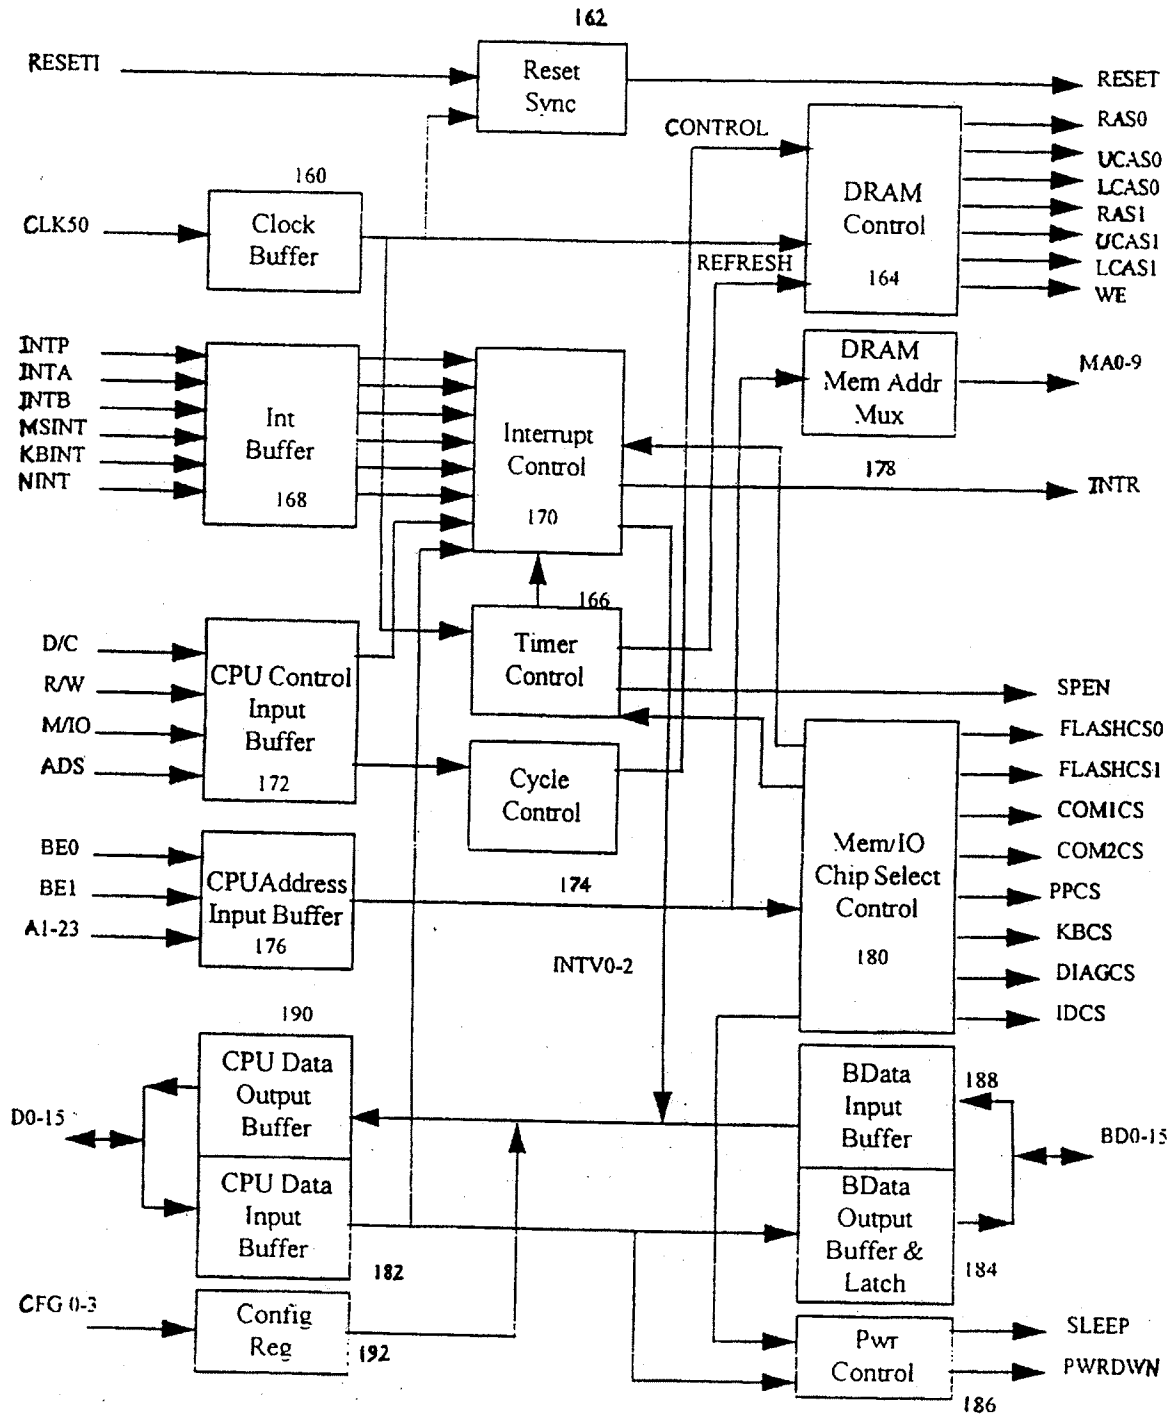 162
RESETI
Reset
Sync
RESET
CONTROL
RAS0
UCAS0
LCAS0
RAS1
UCAS1
LCAS1
WE
160
CLK50
Clock
Buffer
DRAM
Control
164
REFRESH
INTP
INTA
INTB
MSINT
KBINT
NINT
Int
Buffer
168
Interrupt
Control
170
DRAM
Mem Addr
Mux
MA0-9
178
INTR
166
D/C
R/W
M/IO
ADS
CPU Control
Input
Buffer
172
Timer
Control
SPEN
Cycle
Control
174
FLASHCS0
FLASHCS1
COM1CS
COM2CS
PPCS
KBCS
DIAGCS
IDCS
Mem/IO
Chip Select
Control
180
BE0
BE1
A1-23
CPU Address
Input Buffer
176
INTV0-2
190
CPU Data
Output
Buffer
D0-15
CPU Data
Input
Buffer
182
BData
Input
Buffer
188
BD0-15
BData
Output
Buffer &
Latch
184
CFG 0-3
Config
Reg
192
Pwr
Control
186
SLEEP
PWRDWN